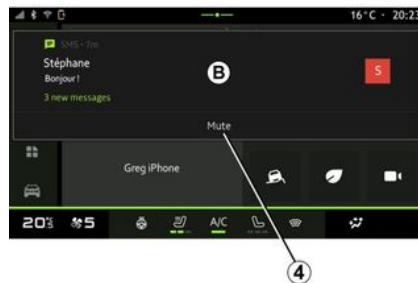 16°C · 20:23
SMS · 7m
Stéphane
Bonjour !
3 new messages
B
S
Mute
Greg iPhone
20 5
5
A/C
4